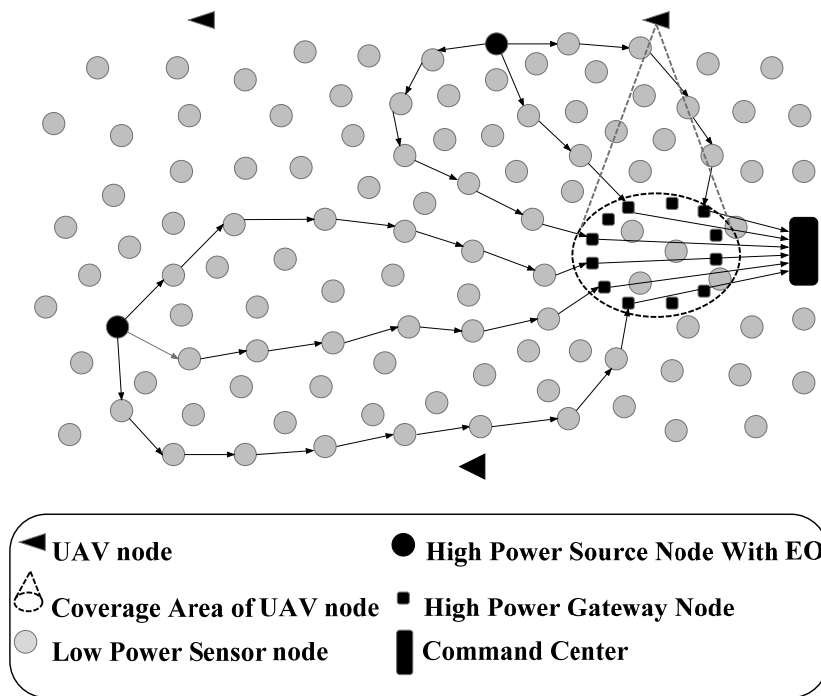 UAV node
High Power Source Node With EO
Coverage Area of UAV node
High Power Gateway Node
Low Power Sensor node
Command Center